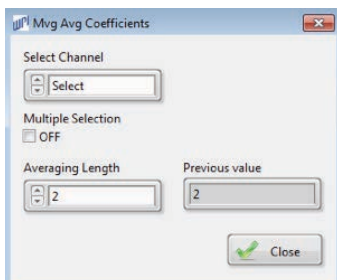 Mvg Avg Coefficients
Select Channel
Select
Multiple Selection
OFF
Averaging Length Previous value
2 2
Close